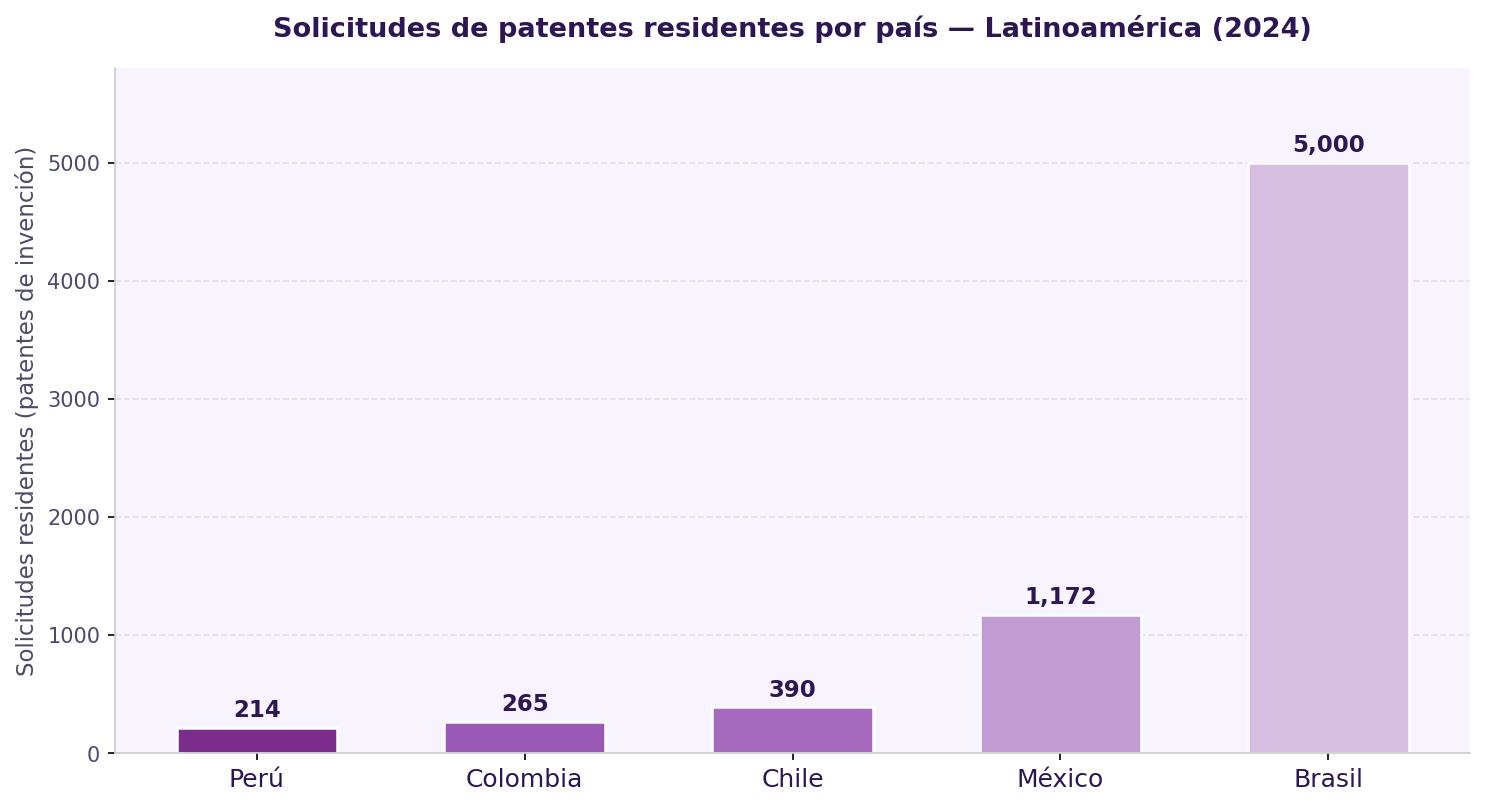 Solicitudes de patentes residentes por país — Latinoamérica (2024)
Solicitudes residentes (patentes de invención)
5000
4000
3000
2000
1000
0
214
265
390
1,172
5,000
Perú
Colombia
Chile
México
Brasil